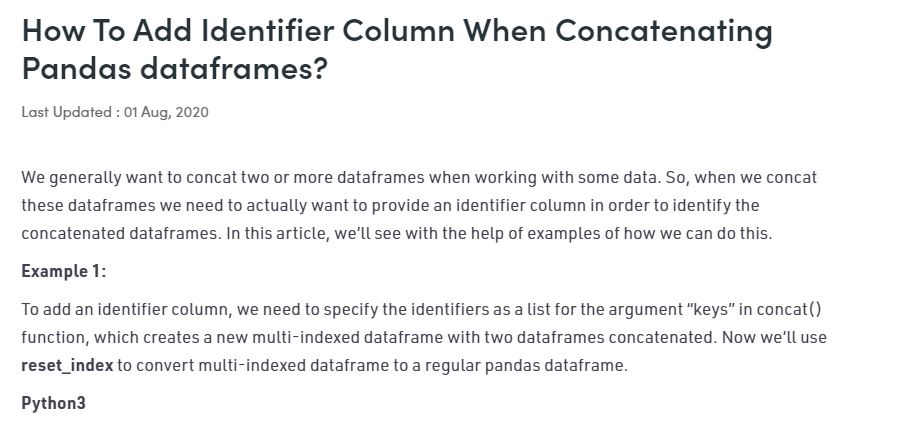 How To Add Identifier Column When Concatenating
Pandas dataframes?
Last Updated : 01 Aug, 2020
We generally want to concat two or more dataframes when working with some data. So, when we concat
these dataframes we need to actually want to provide an identifier column in order to identify the
concatenated dataframes. In this article, we’ll see with the help of examples of how we can do this.
Example 1:
To add an identifier column, we need to specify the identifiers as a list for the argument “keys” in concat()
function, which creates a new multi-indexed dataframe with two dataframes concatenated. Now we’ll use
reset_index to convert multi-indexed dataframe to a regular pandas dataframe.
Python3